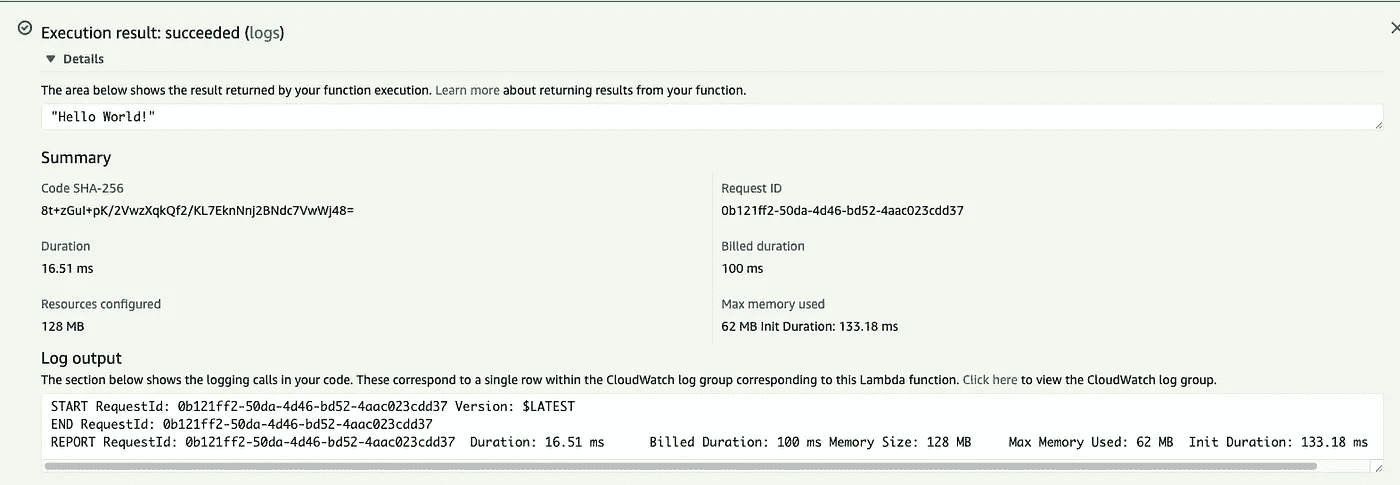 Execution result: succeeded (logs)
Details
The area below shows the result returned by your function execution. Learn more about returning results from your function.
"Hello World!"
Summary
Code SHA-256
8t+zGuI+pK/2VwzXqkQf2/KL7EknNnj2BNdc7VwWj48=
Request ID
0b121ff2-50da-4d46-bd52-4aac023cdd37
Duration
16.51 ms
Billed duration
100 ms
Resources configured
128 MB
Max memory used
62 MB Init Duration: 133.18 ms
Log output
The section below shows the logging calls in your code. These correspond to a single row within the CloudWatch log group corresponding to this Lambda function. Click here to view the CloudWatch log group.
START RequestId: 0b121ff2-50da-4d46-bd52-4aac023cdd37 Version: $LATEST
END RequestId: 0b121ff2-50da-4d46-bd52-4aac023cdd37
REPORT RequestId: 0b121ff2-50da-4d46-bd52-4aac023cdd37 Duration: 16.51 ms Billed Duration: 100 ms Memory Size: 128 MB Max Memory Used: 62 MB Init Duration: 133.18 ms